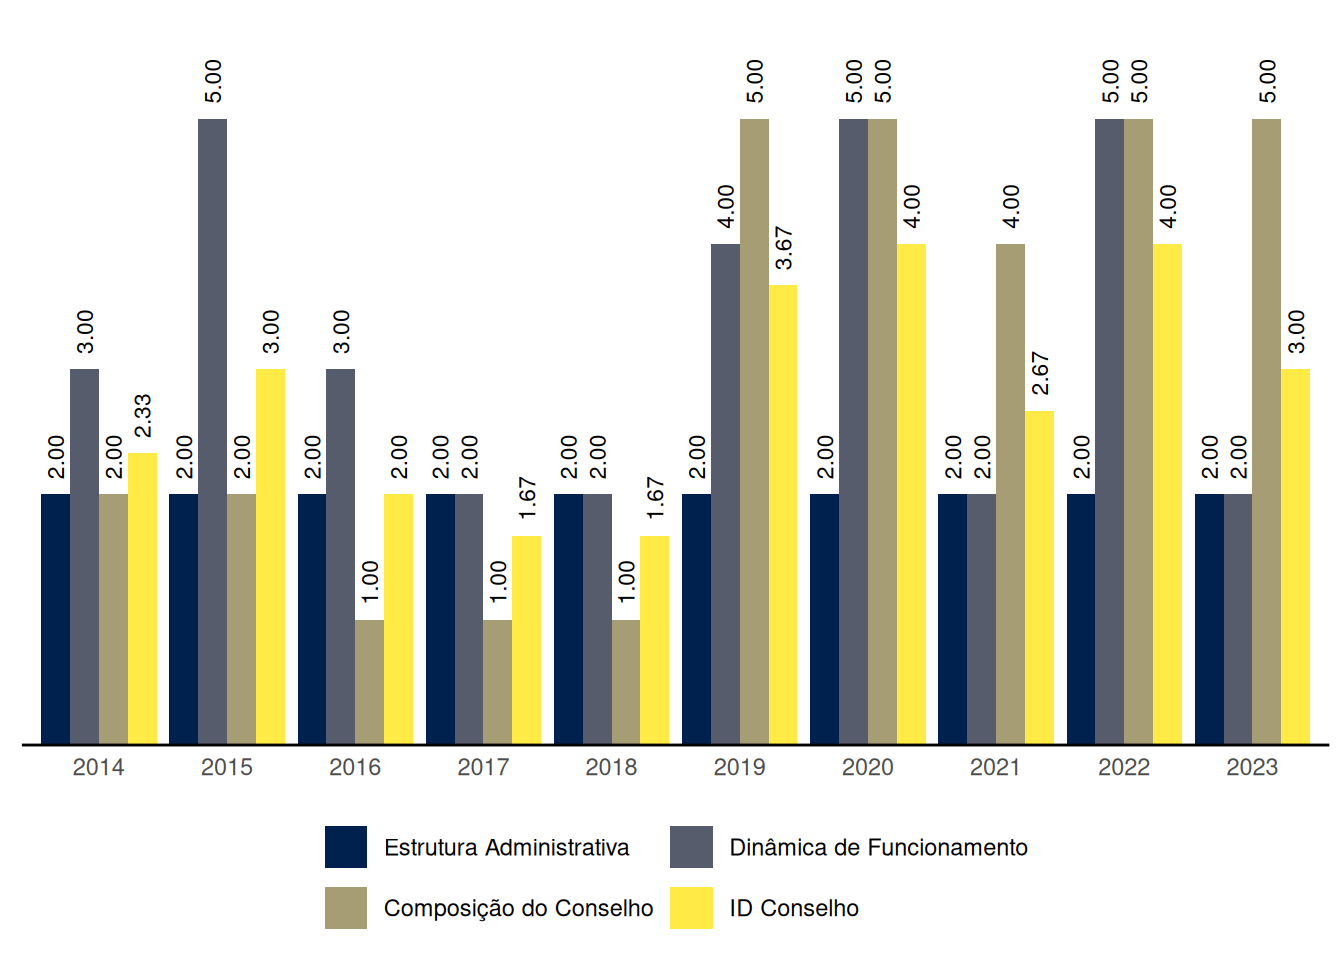 2.00 3.00 2.00 2.33
2.00 5.00 2.00 3.00
2.00 3.00 1.00 2.00
2.00 2.00 1.00 1.67
2.00 2.00 1.00 1.67
2.00 4.00 5.00 3.67
2.00 5.00 5.00 4.00
2.00 2.00 4.00 2.67
2.00 5.00 5.00 4.00
2.00 2.00 5.00 3.00
2014 2015 2016 2017 2018 2019 2020 2021 2022 2023
Estrutura Administrativa Dinâmica de Funcionamento
Composição do Conselho ID Conselho